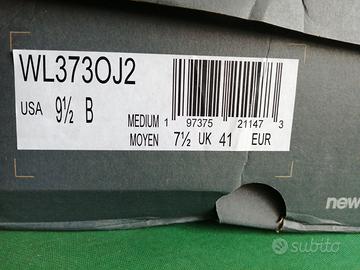 WL373OJ2
USA 9½ B
MEDIUM 1 97375 21147 3
MOYEN 7½ UK 41 EUR
new
subito